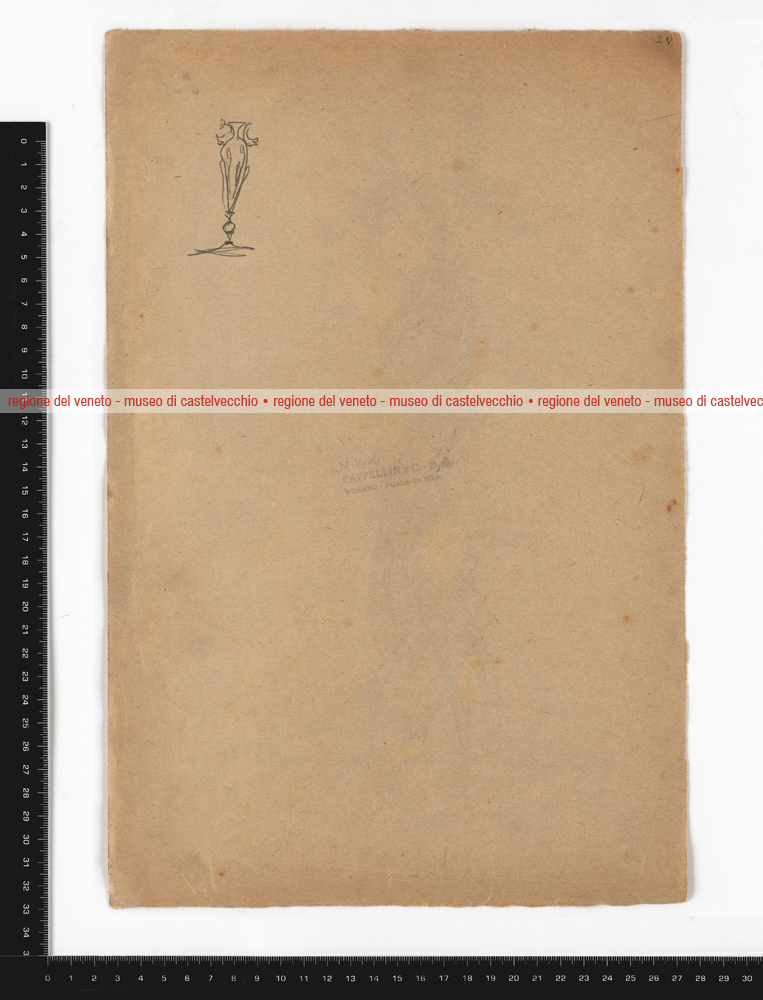 2v
regione del veneto - museo di castelvecchio • regione del veneto - museo di castelvecchio • regione del veneto - museo di castelvec
M.V.M.
CAPPELLIN & C.
MURANO
0 1 2 3 4 5 6 7 8 9 10 11 12 13 14 15 16 17 18 19 20 21 22 23 24 25 26 27 28 29 30 31 32 33 34 3
0 1 2 3 4 5 6 7 8 9 10 11 12 13 14 15 16 17 18 19 20 21 22 23 24 25 26 27 28 29 30